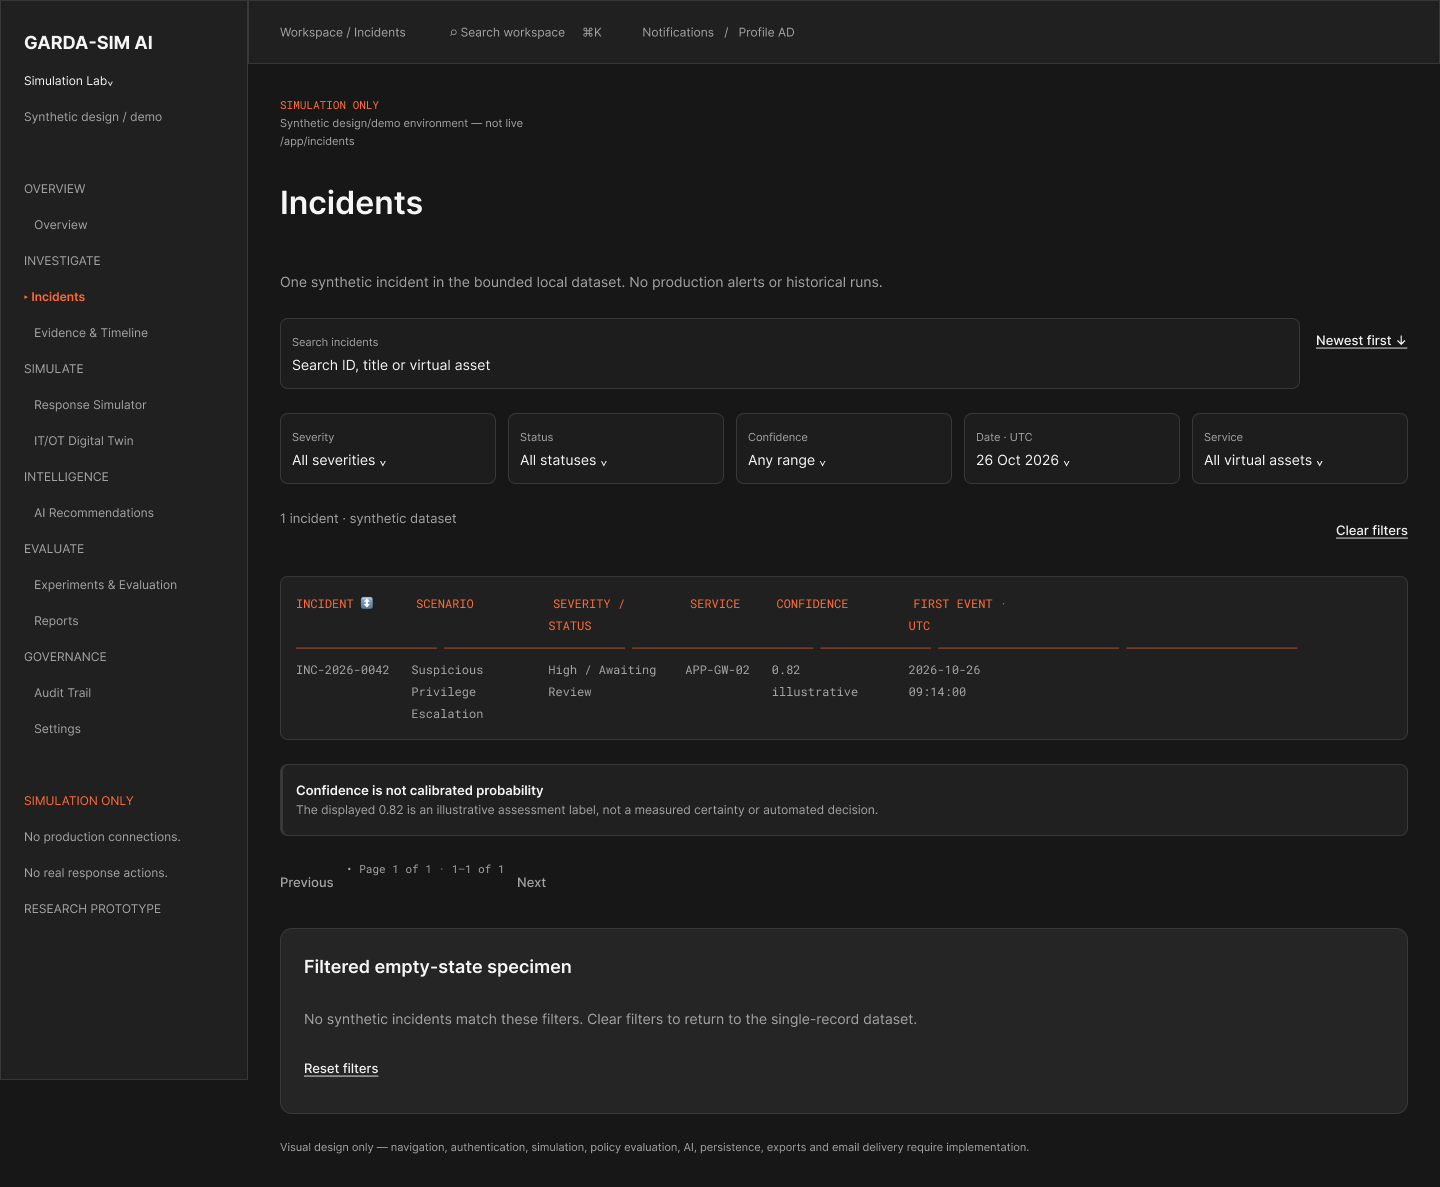 GARDA-SIM AI
Simulation Lab˅
Synthetic design / demo
OVERVIEW
Overview
INVESTIGATE
▸ Incidents
Evidence & Timeline
SIMULATE
Response Simulator
IT/OT Digital Twin
INTELLIGENCE
AI Recommendations
EVALUATE
Experiments & Evaluation
Reports
GOVERNANCE
Audit Trail
Settings
SIMULATION ONLY
No production connections.
No real response actions.
RESEARCH PROTOTYPE
Workspace / Incidents ⌕ Search workspace ⌘K Notifications / Profile AD
SIMULATION ONLY
Synthetic design/demo environment — not live
/app/incidents
Incidents
One synthetic incident in the bounded local dataset. No production alerts or historical runs.
Search incidents
Search ID, title or virtual asset
Newest first ↓
Severity
All severities ˅
Status
All statuses ˅
Confidence
Any range ˅
Date · UTC
26 Oct 2026 ˅
Service
All virtual assets ˅
1 incident · synthetic dataset
Clear filters
INCIDENT ↕ SCENARIO SEVERITY / SERVICE CONFIDENCE FIRST EVENT ·
STATUS UTC
INC-2026-0042 Suspicious High / Awaiting APP-GW-02 0.82 2026-10-26
Privilege Review illustrative 09:14:00
Escalation
Confidence is not calibrated probability
The displayed 0.82 is an illustrative assessment label, not a measured certainty or automated decision.
Previous • Page 1 of 1 · 1–1 of 1 Next
Filtered empty-state specimen
No synthetic incidents match these filters. Clear filters to return to the single-record dataset.
Reset filters
Visual design only — navigation, authentication, simulation, policy evaluation, AI, persistence, exports and email delivery require implementation.